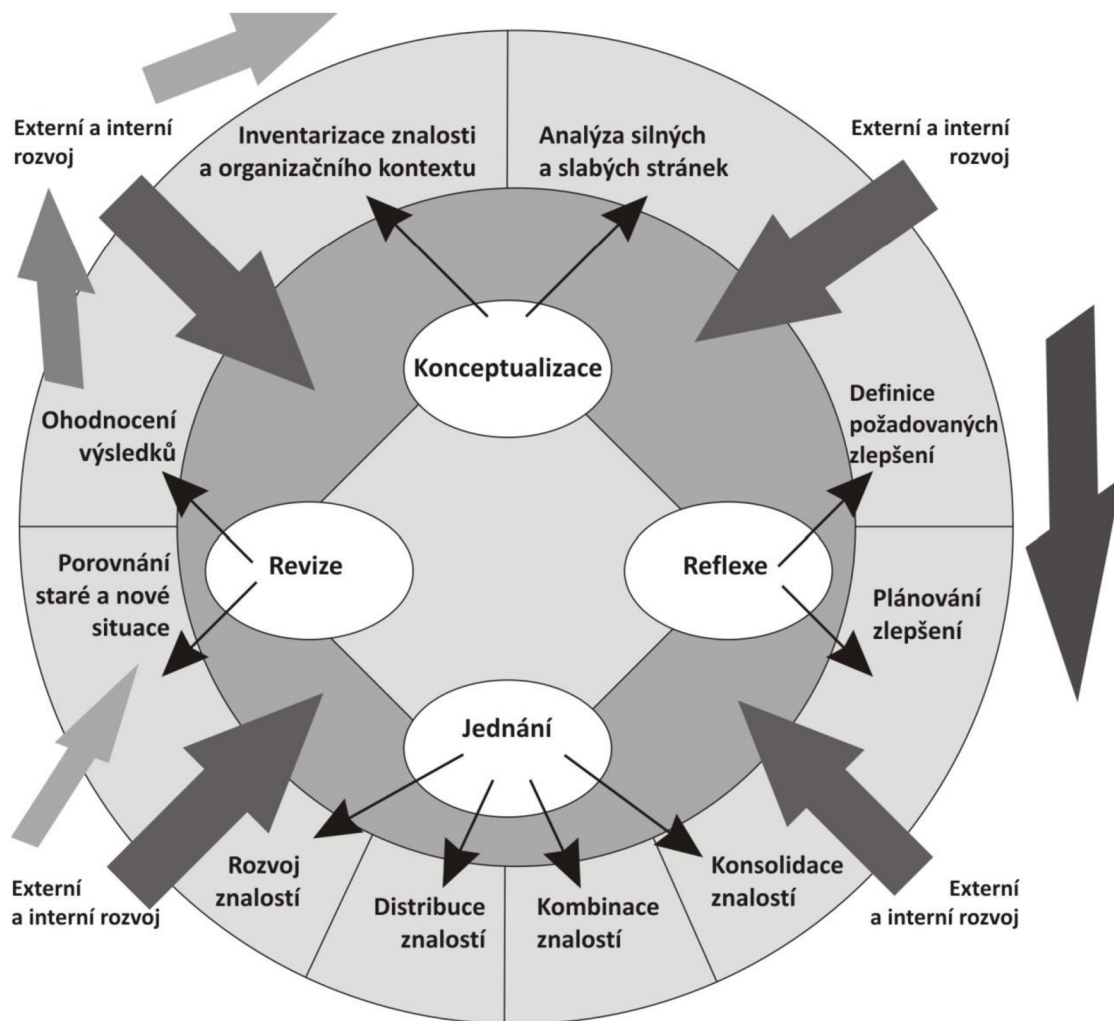 Externí a interní
rozvoj
Inventarizace znalosti
a organizačního kontextu
Analýza silných
a slabých stránek
Externí a interní
rozvoj
Konceptualizace
Ohodnocení
výsledků
Definice
požadovaných
zlepšení
Porovnání
staré a nové
situace
Revize
Reflexe
Plánování
zlepšení
Jednání
Externí
a interní rozvoj
Rozvoj
znalostí
Distribuce
znalostí
Kombinace
znalostí
Konsolidace
znalostí
Externí
a interní rozvoj